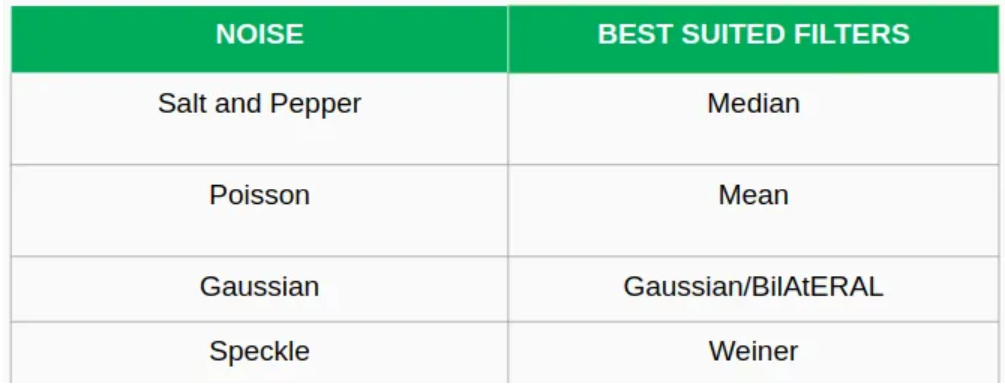 NOISE BEST SUITED FILTERS
Salt and Pepper Median
Poisson Mean
Gaussian Gaussian/BilAtERAL
Speckle Weiner